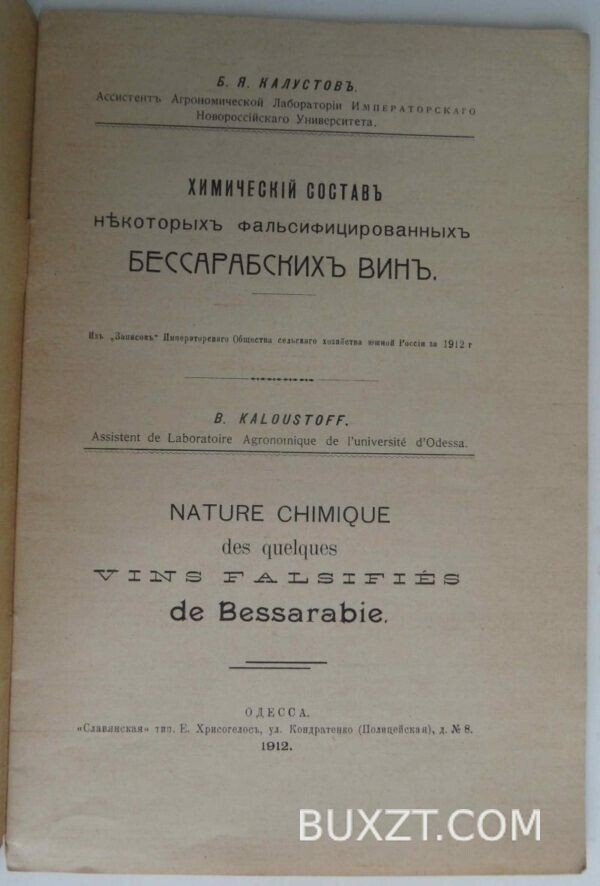 Б. Я. КАЛУСТОВЪ.
Ассистентъ Агрономической Лабораторіи ИМПЕРАТОРСКАГО
Новороссійскаго Университета.
ХИМИЧЕСКІЙ СОСТАВЪ
нѣкоторыхъ фальсифицированныхъ
БЕССАРАБСКИХЪ ВИНЪ.
Изъ „Записокъ" Императорскаго Общества сельскаго хозяйства южной Россіи за 1912 г
B. KALOUSTOFF.
Assistent de Laboratoire Agronomique de l'université d'Odessa.
NATURE CHIMIQUE
des quelques
VINS FALSIFIÉS
de Bessarabie.
ОДЕССА.
«Славянская» тип. Е. Хрисогелосъ, ул. Кондратенко (Полицейская), д. № 8.
1912.
BUXZT.COM